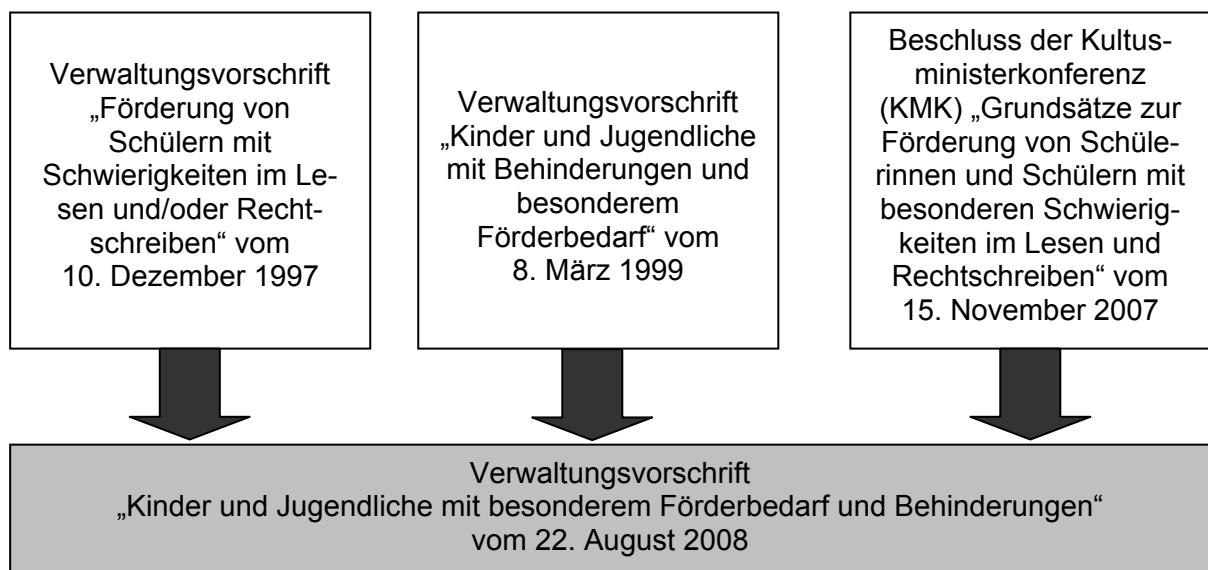 Verwaltungsvorschrift
„Förderung von
Schülern mit
Schwierigkeiten im Le-
sen und/oder Recht-
schreiben“ vom
10. Dezember 1997
Verwaltungsvorschrift
„Kinder und Jugendliche
mit Behinderungen und
besonderem
Förderbedarf“ vom
8. März 1999
Beschluss der Kultus-
ministerkonferenz
(KMK) „Grundsätze zur
Förderung von Schüle-
rinnen und Schülern mit
besonderen Schwierig-
keiten im Lesen und
Rechtschreiben“ vom
15. November 2007
Verwaltungsvorschrift
„Kinder und Jugendliche mit besonderem Förderbedarf und Behinderungen“
vom 22. August 2008